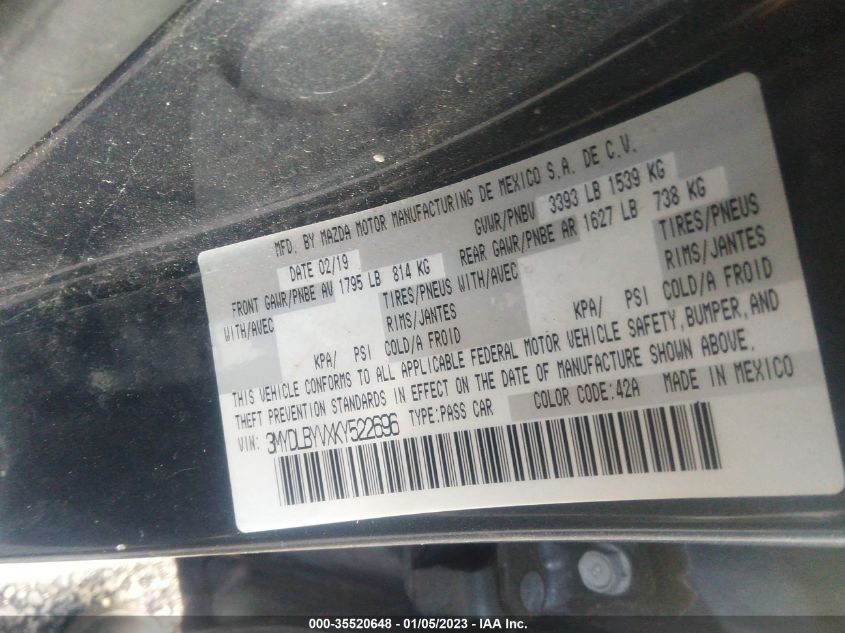 MFD. BY MAZDA MOTOR MANUFACTURING DE MEXICO S.A. DE C.V.
DATE 02/19 GVWR/PNBV 3393 LB 1539 KG
FRONT GAWR/PNBE AV 1795 LB 814 KG REAR GAWR/PNBE AR 1627 LB 738 KG
WITH/AVEC TIRES/PNEUS WITH/AVEC TIRES/PNEUS
RIMS/JANTES RIMS/JANTES
KPA/ PSI COLD/A FROID KPA/ PSI COLD/A FROID
THIS VEHICLE CONFORMS TO ALL APPLICABLE FEDERAL MOTOR VEHICLE SAFETY, BUMPER, AND
THEFT PREVENTION STANDARDS IN EFFECT ON THE DATE OF MANUFACTURE SHOWN ABOVE.
VIN: 3MYDLBYVXKY522696 TYPE:PASS CAR COLOR CODE:42A MADE IN MEXICO
000-35520648 - 01/05/2023 - IAA Inc.